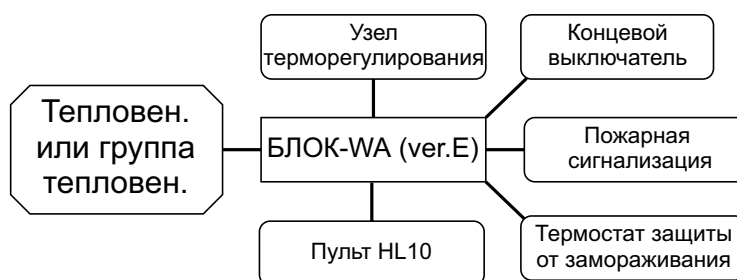 Узел
терморегулирования
Концевой
выключатель
Тепловен.
или группа
тепловен.
БЛОК-WA (ver.E)
Пожарная
сигнализация
Пульт HL10
Термостат защиты
от замораживания